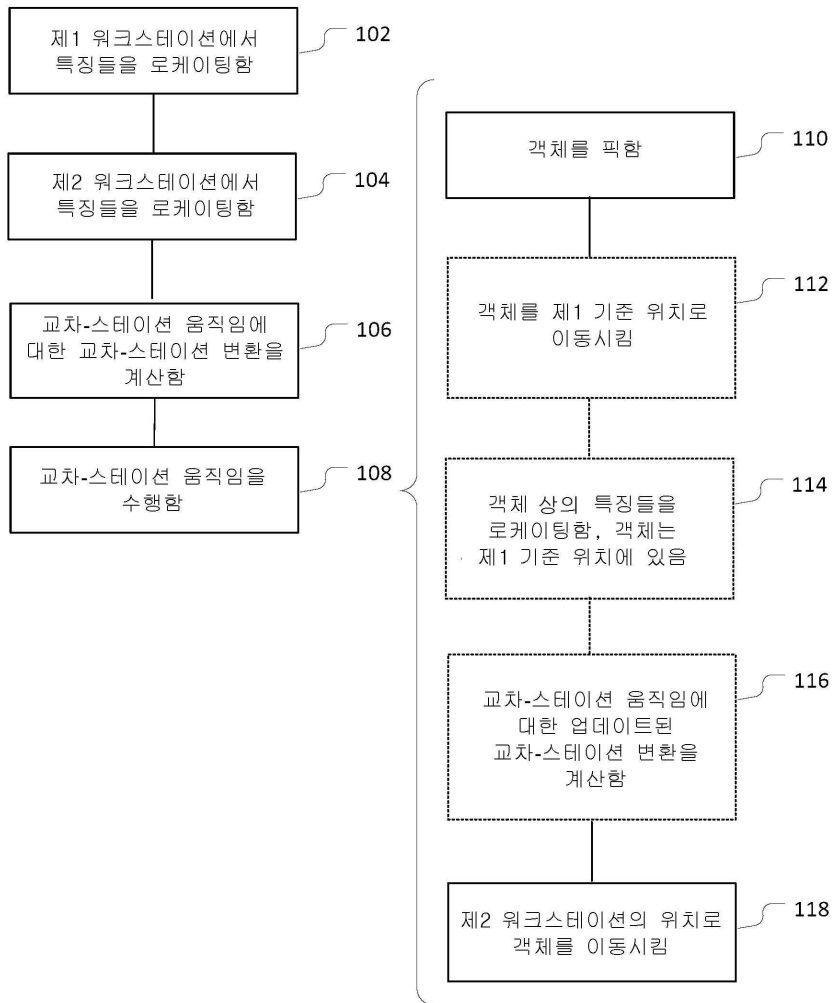 제1 워크스테이션에서
특징들을 로케이팅함
102
제2 워크스테이션에서
특징들을 로케이팅함
104
교차-스테이션 움직임에
대한 교차-스테이션 변환을
계산함
106
교차-스테이션 움직임을
수행함
108
객체를 픽함
110
객체를 제1 기준 위치로
이동시킴
112
객체 상의 특징들을
로케이팅함, 객체는
제1 기준 위치에 있음
114
교차-스테이션 움직임에
대한 업데이트된
교차-스테이션 변환을
계산함
116
제2 워크스테이션의 위치로
객체를 이동시킴
118